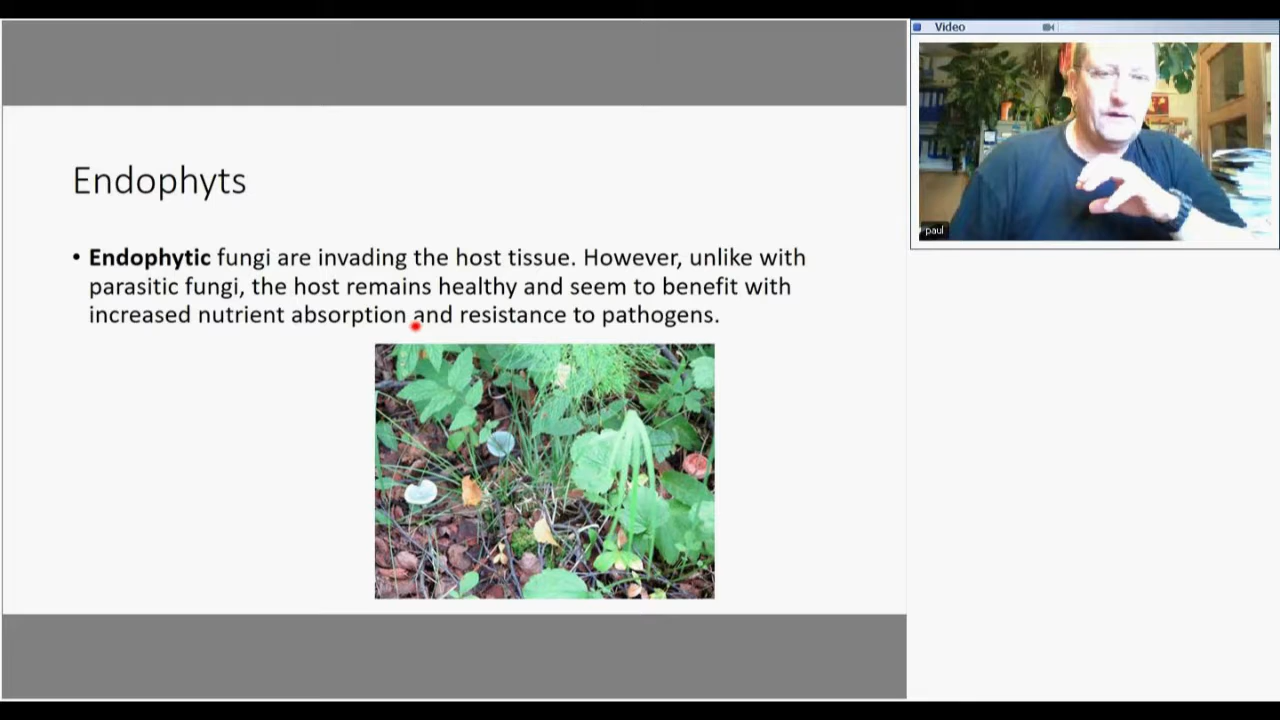 Video
paul
Endophyts
• Endophytic fungi are invading the host tissue. However, unlike with
parasitic fungi, the host remains healthy and seem to benefit with
increased nutrient absorption and resistance to pathogens.